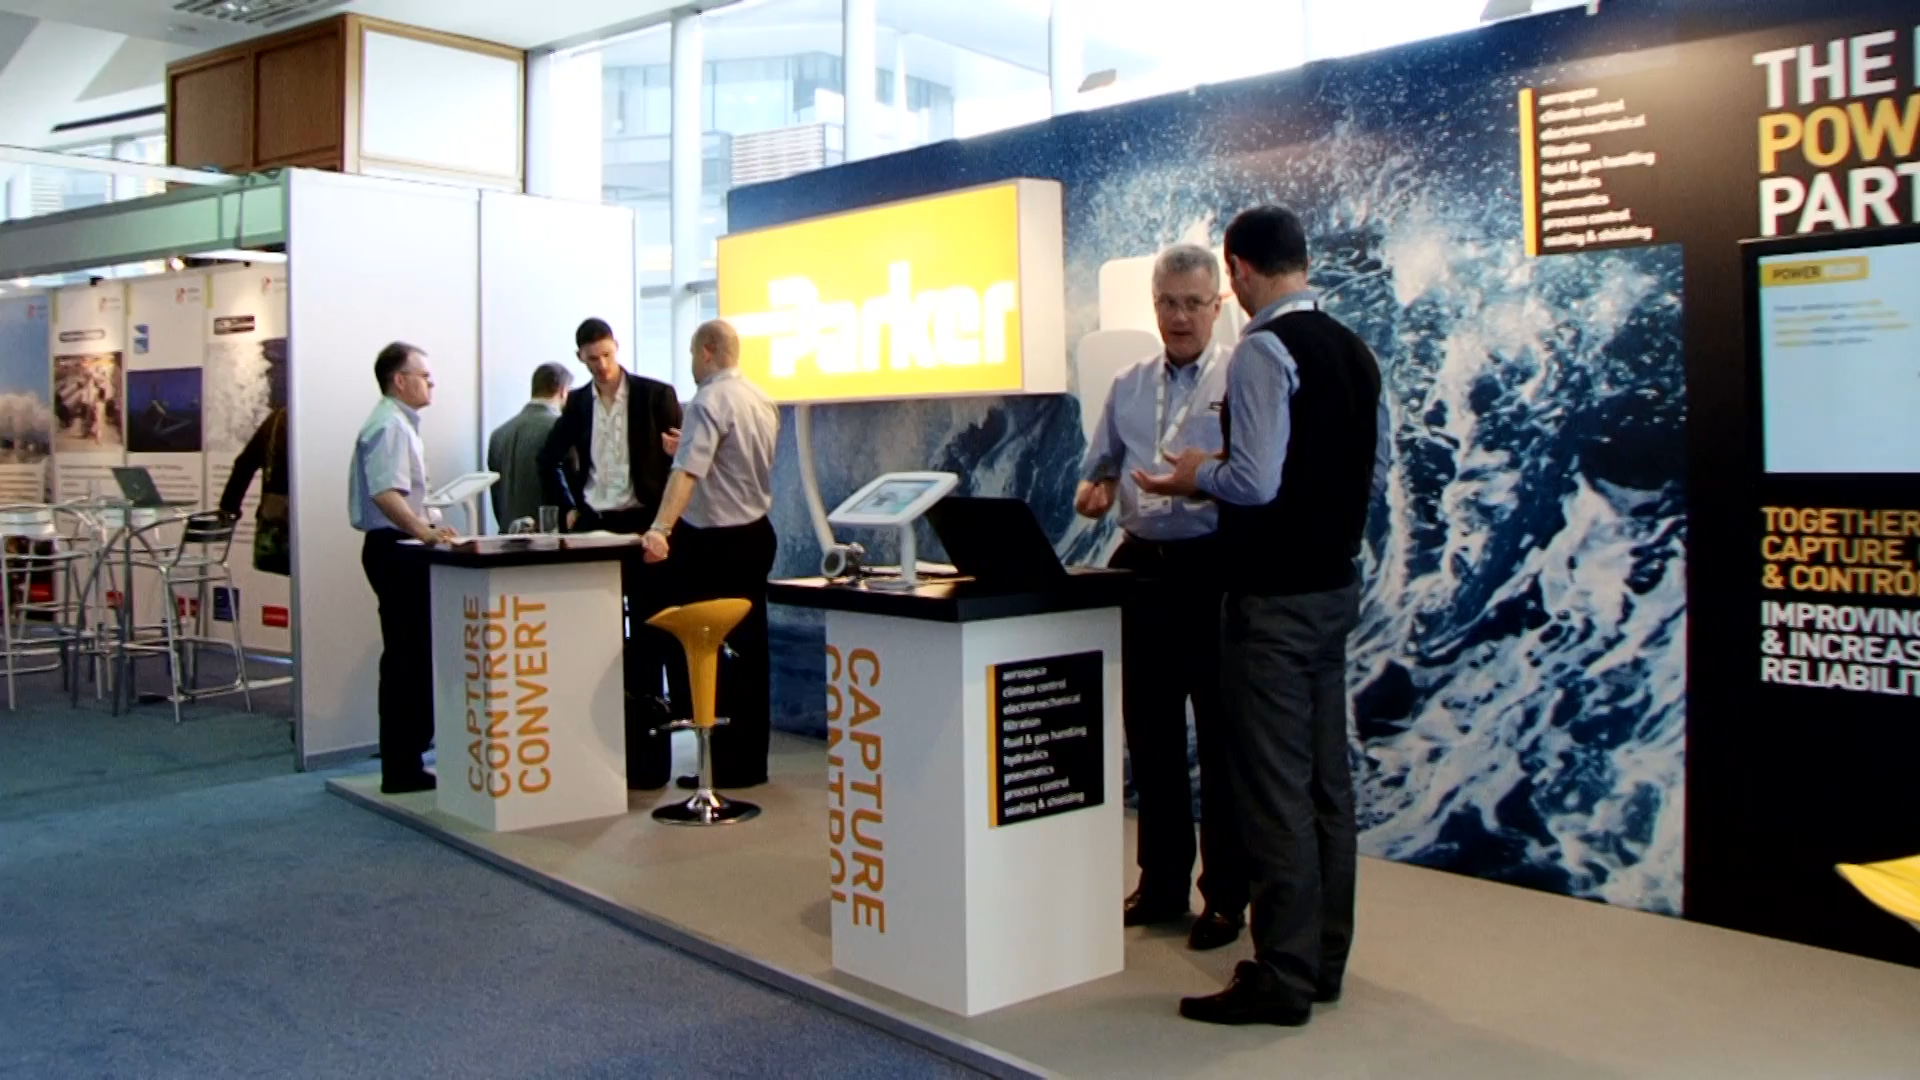 Parker
aerospace
climate control
electromechanical
filtration
fluid & gas handling
hydraulics
pneumatics
process control
sealing & shielding
THE
POW
PART
POWER
TOGETHER
CAPTURE,
& CONTRO
IMPROVING
& INCREAS
RELIABILIT
CAPTURE
CONTROL
CONVERT
CAPTURE
CONTROL
aerospace
climate control
electromechanical
filtration
fluid & gas handling
hydraulics
pneumatics
process control
sealing & shielding